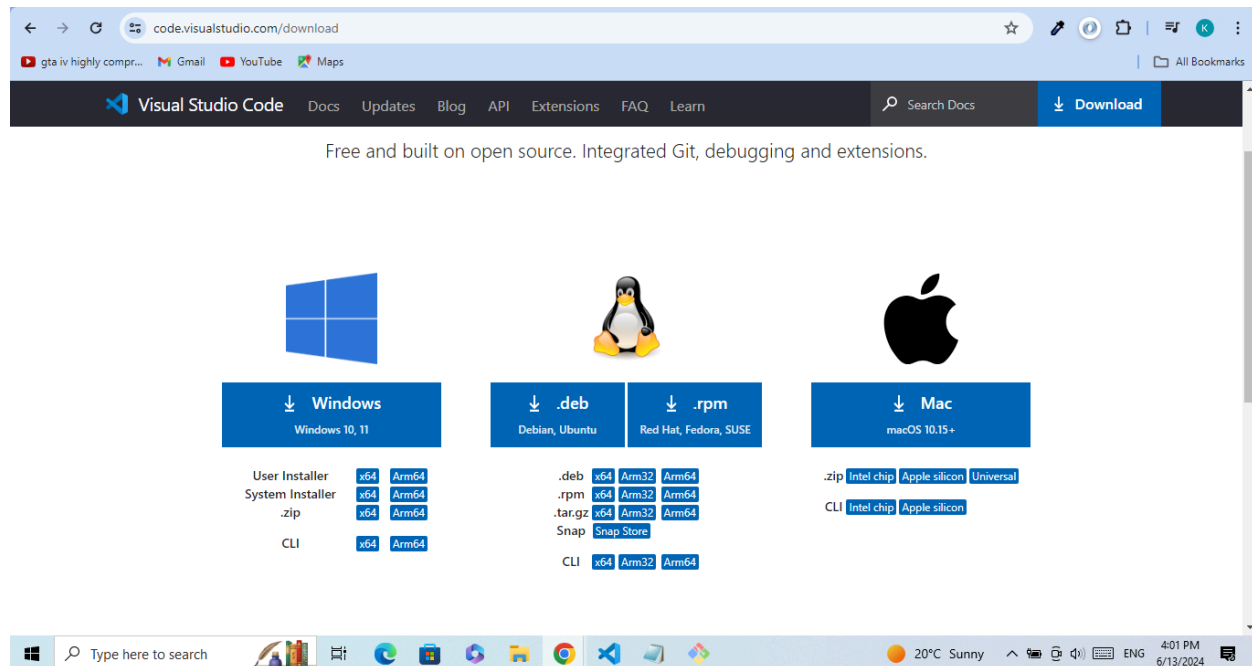 code.visualstudio.com/download
K
gta iv highly compr... Gmail YouTube Maps All Bookmarks
Visual Studio Code Docs Updates Blog API Extensions FAQ Learn Search Docs Download
Free and built on open source. Integrated Git, debugging and extensions.
Windows
Windows 10, 11
User Installer x64 Arm64
System Installer x64 Arm64
.zip x64 Arm64
CLI x64 Arm64
.deb
Debian, Ubuntu
.rpm
Red Hat, Fedora, SUSE
.deb x64 Arm32 Arm64
.rpm x64 Arm32 Arm64
.tar.gz x64 Arm32 Arm64
Snap Snap Store
CLI x64 Arm32 Arm64
Mac
macOS 10.15+
.zip Intel chip Apple silicon Universal
CLI Intel chip Apple silicon
Type here to search 20°C Sunny ENG 4:01 PM
6/13/2024